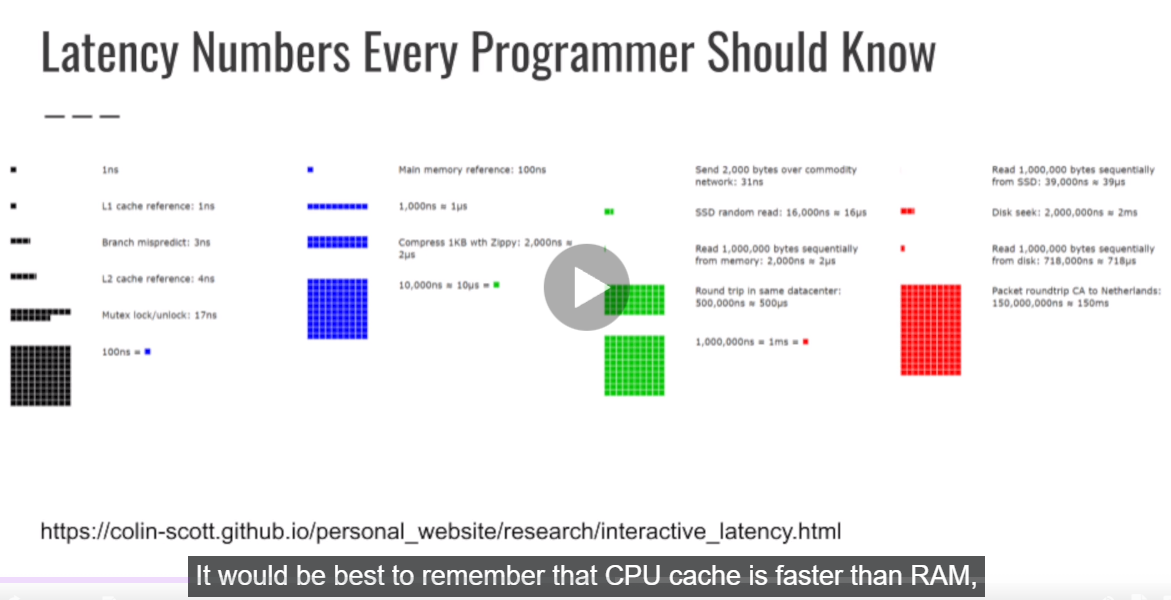 Latency Numbers Every Programmer Should Know
1ns
L1 cache reference: 1ns
Branch mispredict: 3ns
L2 cache reference: 4ns
Mutex lock/unlock: 17ns
100ns =
Main memory reference: 100ns
1,000ns ≈ 1μs
Compress 1KB wth Zippy: 2,000ns ≈
2μs
10,000ns ≈ 10μs =
Send 2,000 bytes over commodity
network: 31ns
SSD random read: 16,000ns ≈ 16μs
Read 1,000,000 bytes sequentially
from memory: 2,000ns ≈ 2μs
Round trip in same datacenter:
500,000ns ≈ 500μs
1,000,000ns = 1ms =
Read 1,000,000 bytes sequentially
from SSD: 39,000ns ≈ 39μs
Disk seek: 2,000,000ns ≈ 2ms
Read 1,000,000 bytes sequentially
from disk: 718,000ns ≈ 718μs
Packet roundtrip CA to Netherlands:
150,000,000ns ≈ 150ms
https://colin-scott.github.io/personal_website/research/interactive_latency.html
It would be best to remember that CPU cache is faster than RAM,